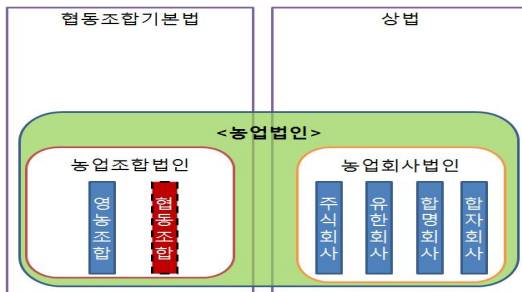 협동조합기본법
상법
<농업법인>
농업조합법인
농업회사법인
영농조합
협동조합
주식회사
유한회사
합명회사
합자회사